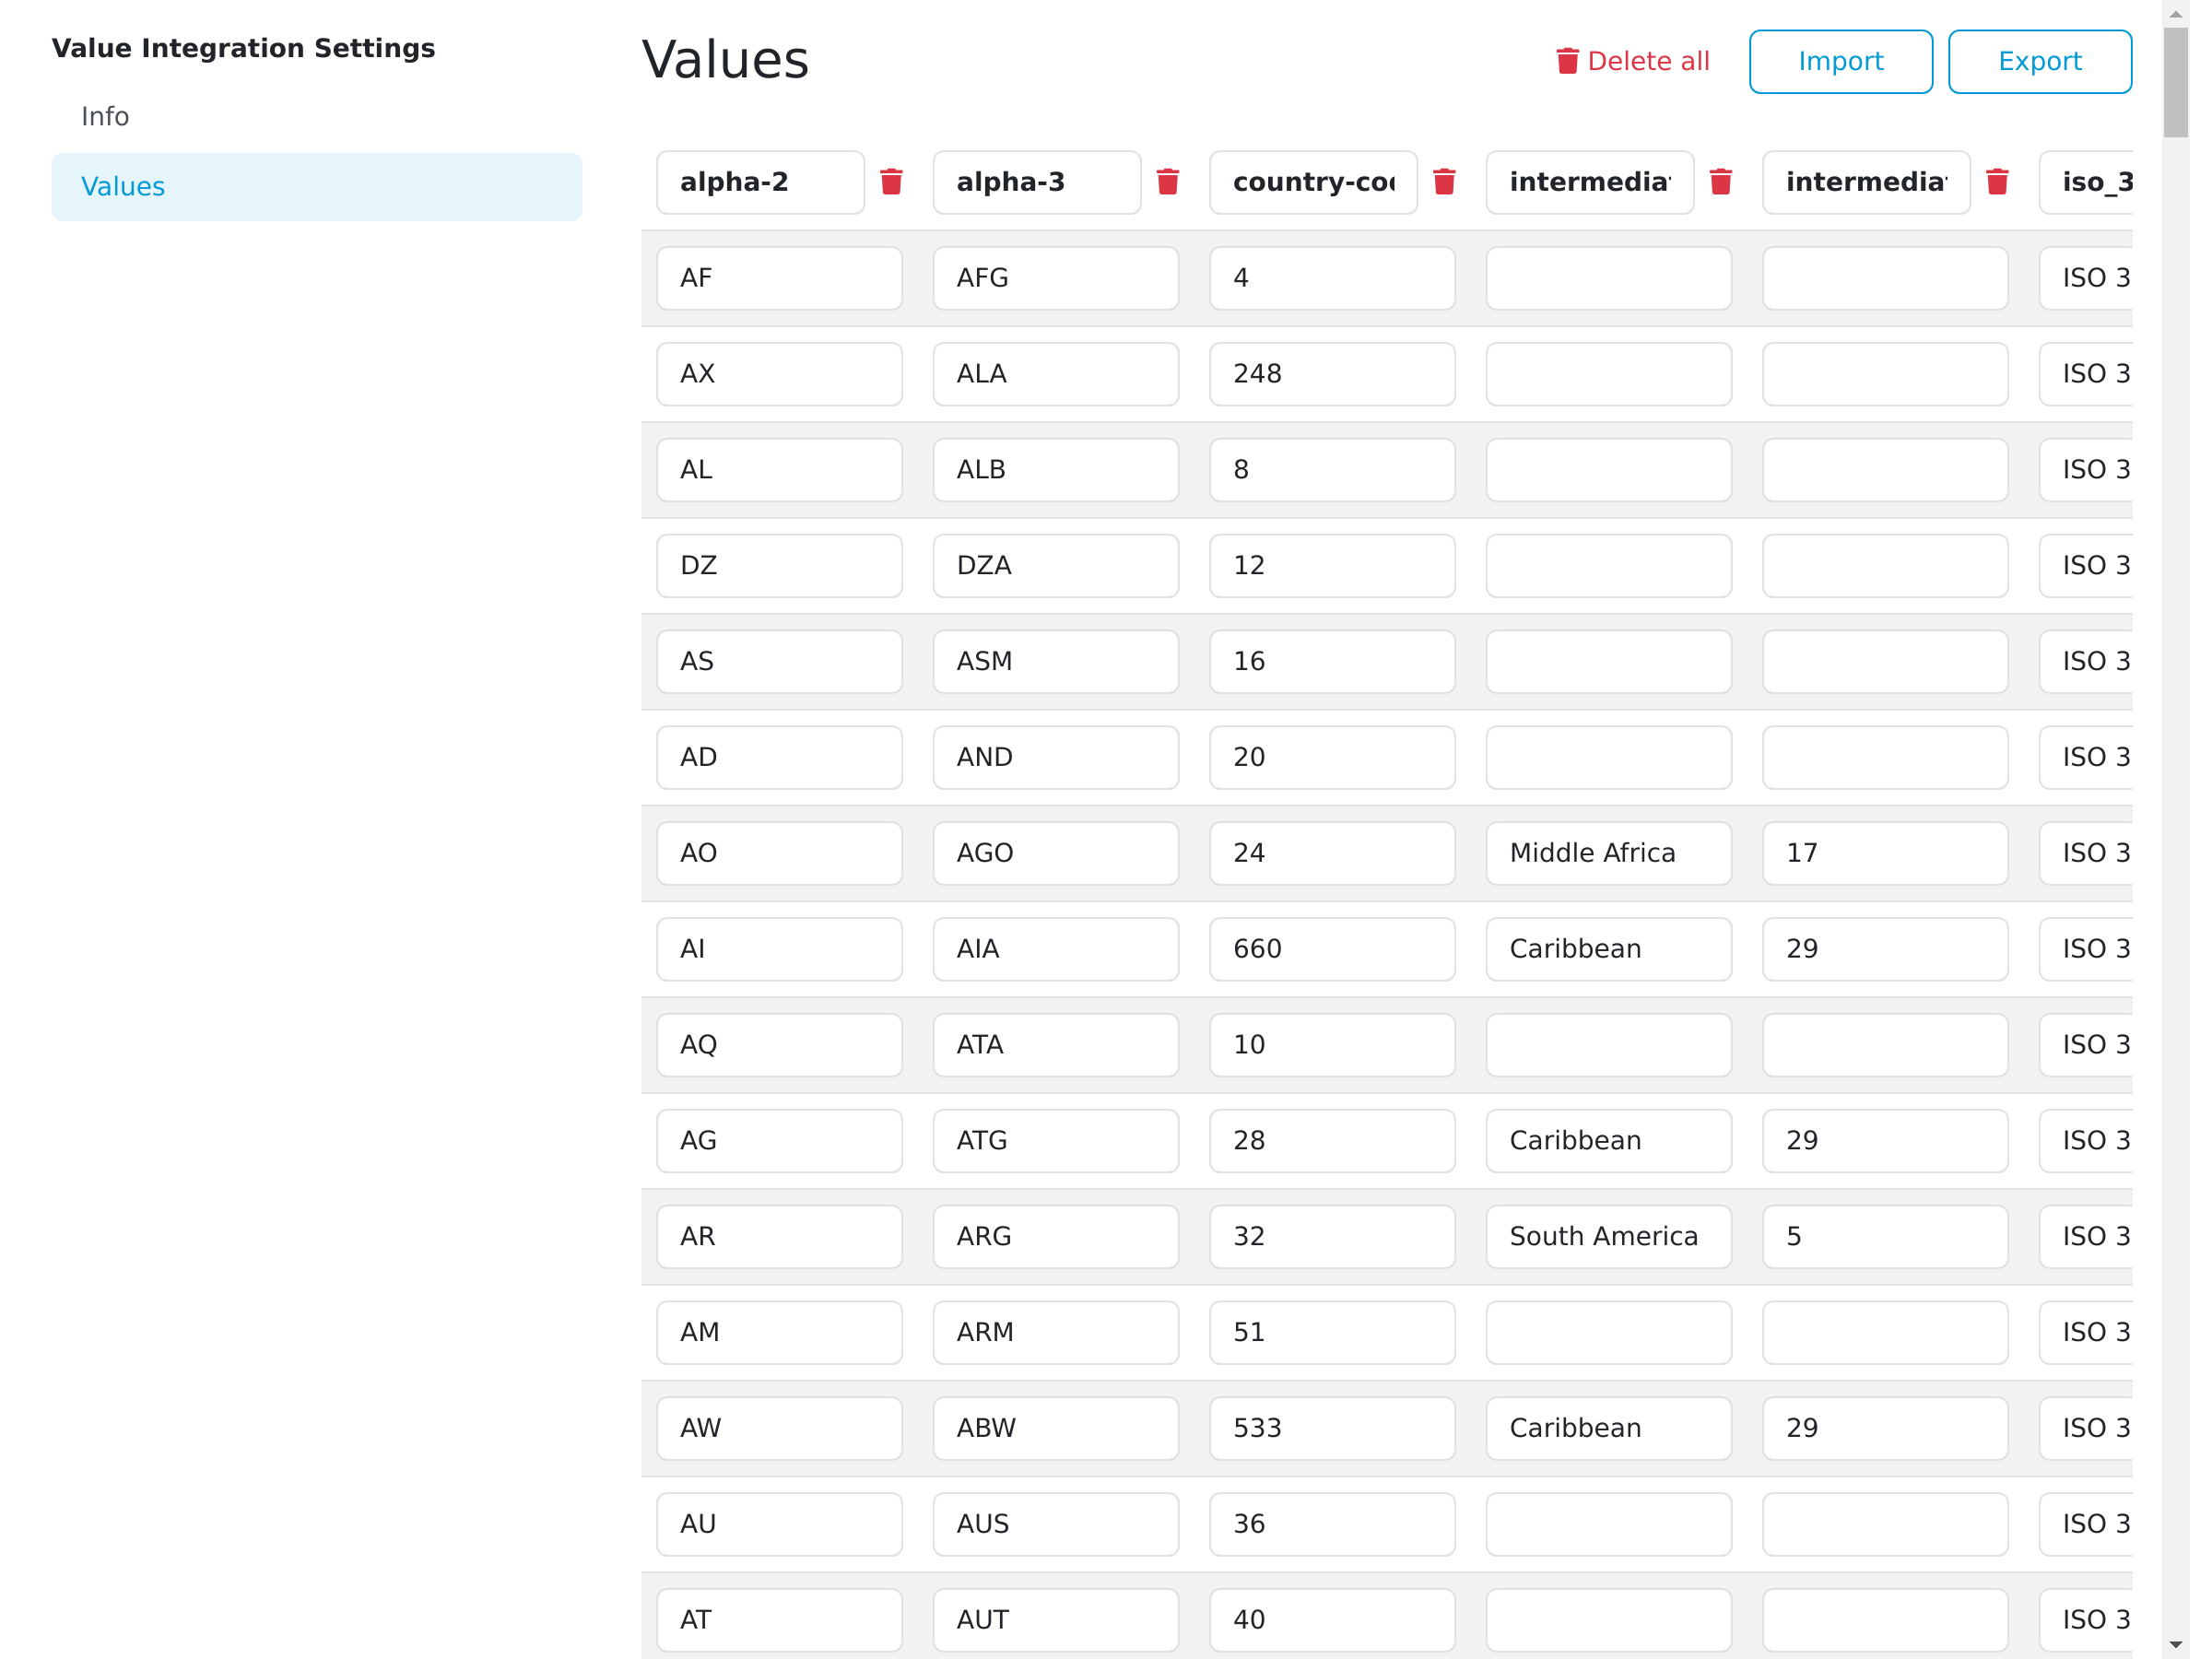 Value Integration Settings
Info
Values
Values
Delete all
Import
Export
alpha-2 alpha-3 country-co intermedia intermedia iso_3
AF AFG 4 ISO 3
AX ALA 248 ISO 3
AL ALB 8 ISO 3
DZ DZA 12 ISO 3
AS ASM 16 ISO 3
AD AND 20 ISO 3
AO AGO 24 Middle Africa 17 ISO 3
AI AIA 660 Caribbean 29 ISO 3
AQ ATA 10 ISO 3
AG ATG 28 Caribbean 29 ISO 3
AR ARG 32 South America 5 ISO 3
AM ARM 51 ISO 3
AW ABW 533 Caribbean 29 ISO 3
AU AUS 36 ISO 3
AT AUT 40 ISO 3